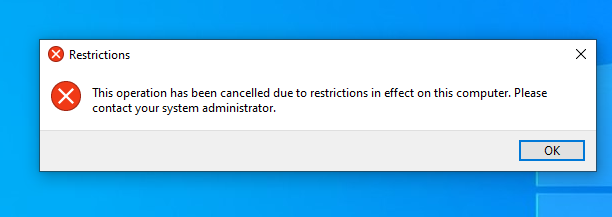 Restrictions
This operation has been cancelled due to restrictions in effect on this computer. Please
contact your system administrator.
OK